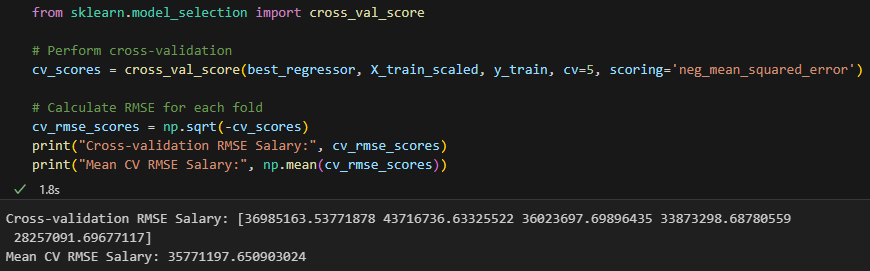 from sklearn.model_selection import cross_val_score
# Perform cross-validation
cv_scores = cross_val_score(best_regressor, X_train_scaled, y_train, cv=5, scoring='neg_mean_squared_error')
# Calculate RMSE for each fold
cv_rmse_scores = np.sqrt(-cv_scores)
print("Cross-validation RMSE Salary:", cv_rmse_scores)
print("Mean CV RMSE Salary:", np.mean(cv_rmse_scores))
1.8s
Cross-validation RMSE Salary: [36985163.53771878 43716736.63325522 36023697.69896435 33873298.68780559
28257091.69677117]
Mean CV RMSE Salary: 35771197.650903024